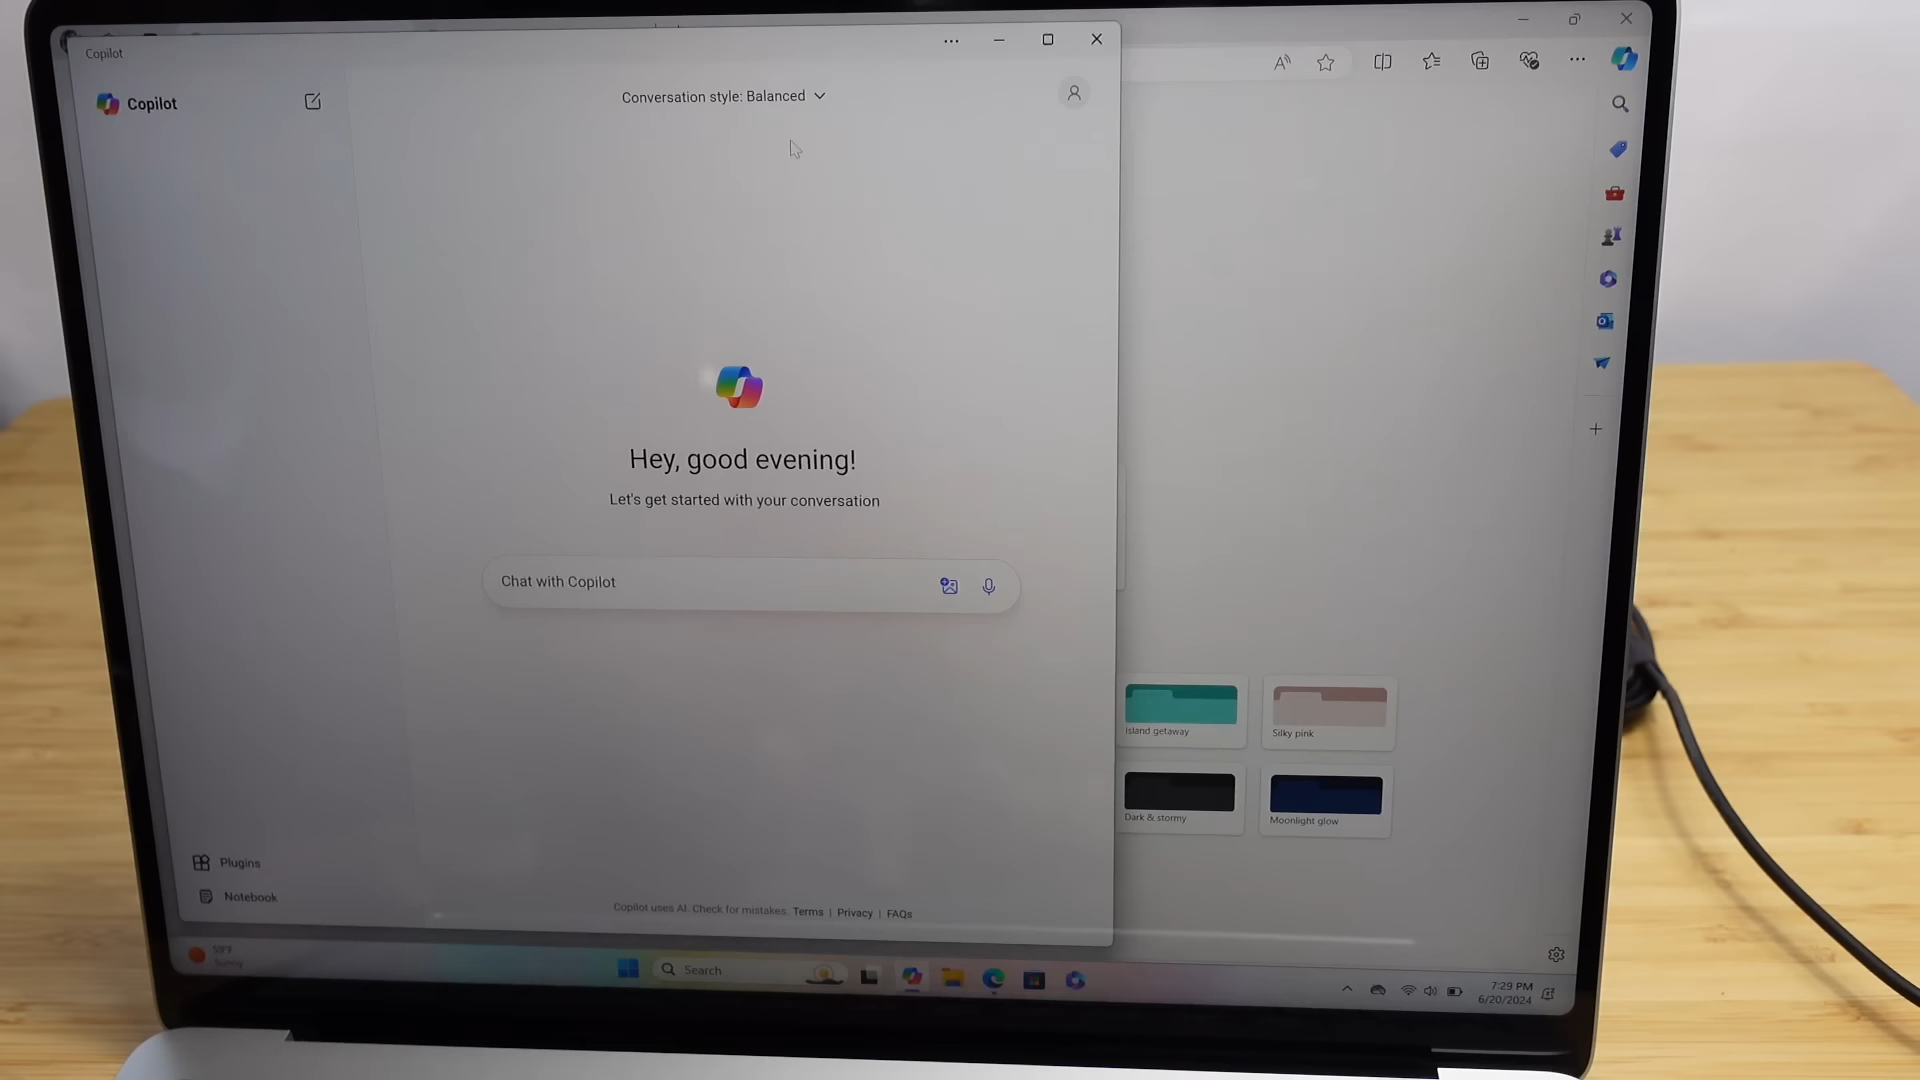 Copilot
Copilot
Conversation style: Balanced
Hey, good evening!
Let's get started with your conversation
Chat with Copilot
Island getaway
Silky pink
Dark & stormy
Moonlight glow
Plugins
Notebook
Copilot uses AI. Check for mistakes. Terms | Privacy | FAQs
59°F
Sunny
Search
7:29 PM
6/20/2024